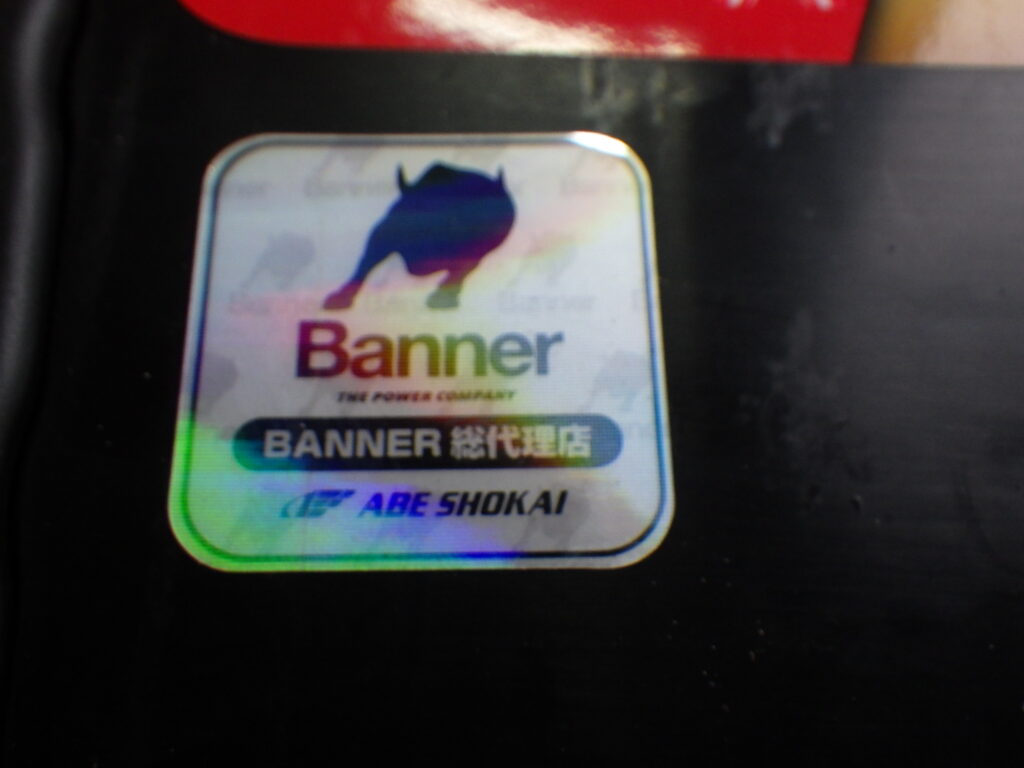 Banner
THE POWER COMPANY
BANNER 総代理店
ABE SHOKAI